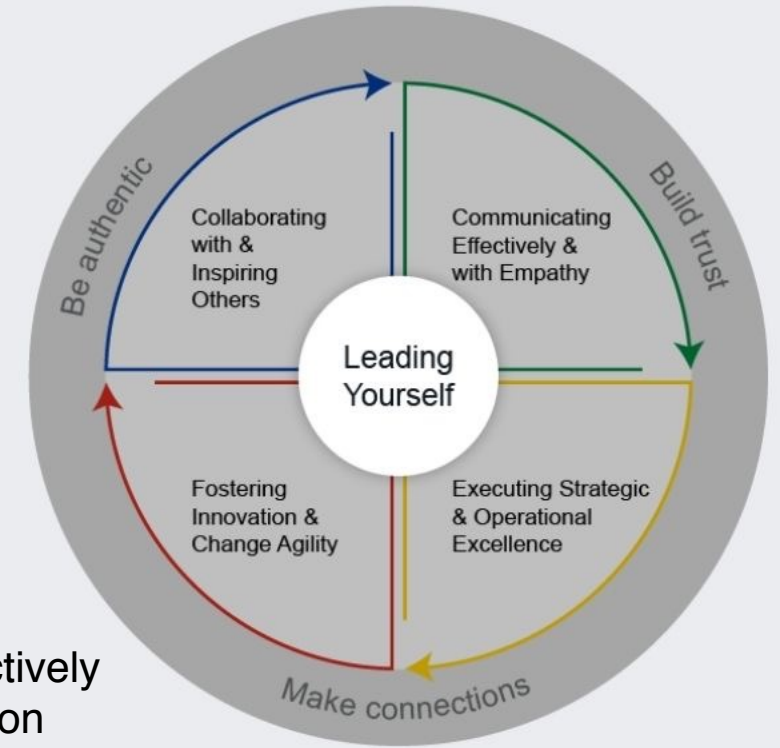 Be authentic
Build trust
Collaborating
with &
Inspiring
Others
Communicating
Effectively &
with Empathy
Leading
Yourself
Fostering
Innovation &
Change Agility
Executing Strategic
& Operational
Excellence
Make connections